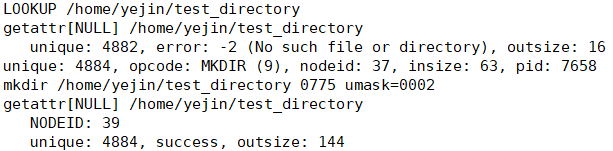 LOOKUP /home/yejin/test_directory
getattr[NULL] /home/yejin/test_directory
unique: 4882, error: -2 (No such file or directory), outsize: 16
unique: 4884, opcode: MKDIR (9), nodeid: 37, insize: 63, pid: 7658
mkdir /home/yejin/test_directory 0775 umask=0002
getattr[NULL] /home/yejin/test_directory
NODEID: 39
unique: 4884, success, outsize: 144